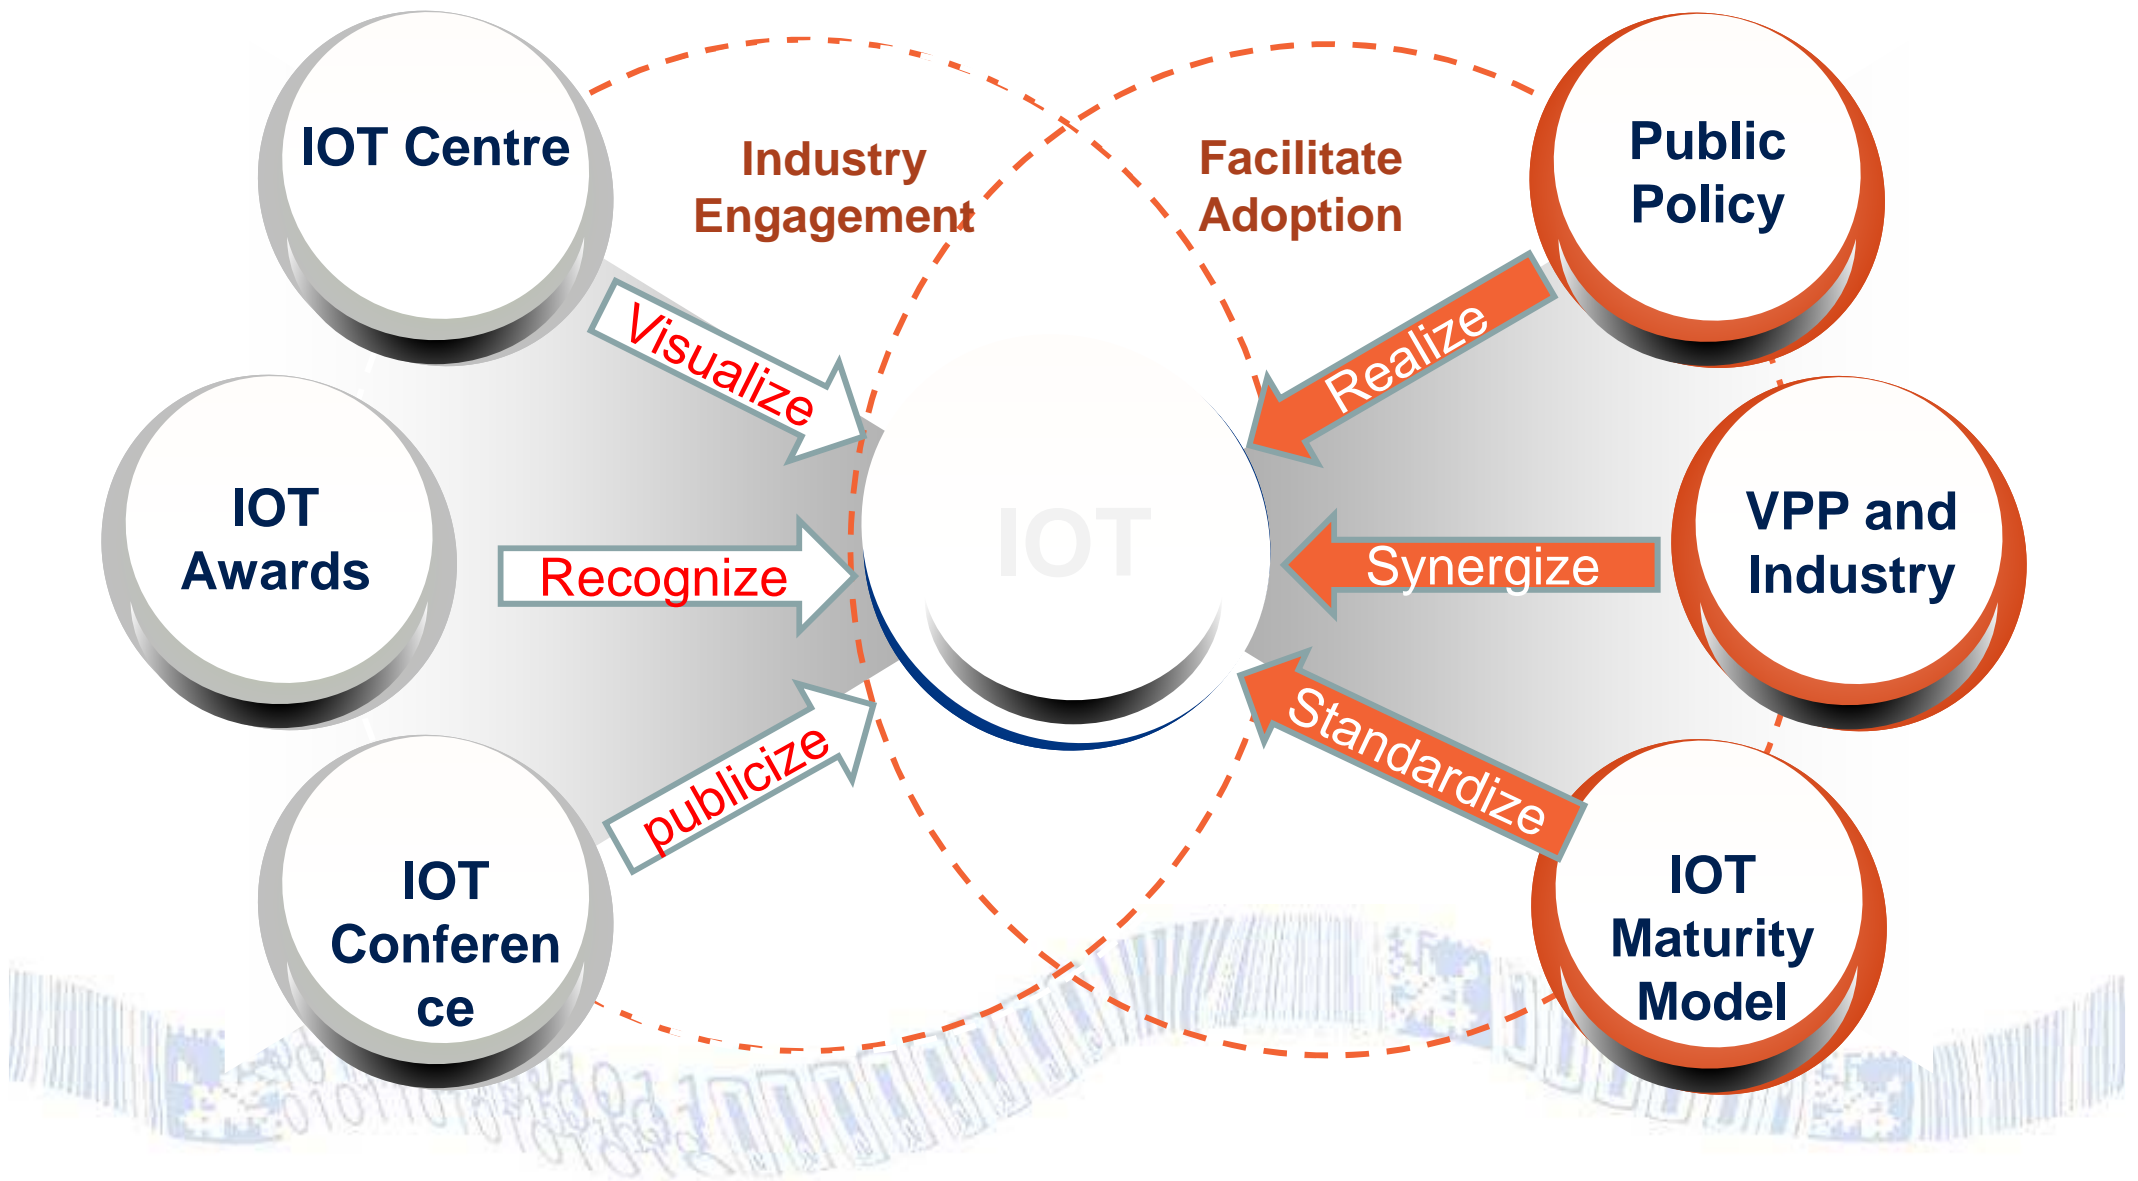 IOT Centre
Industry
Engagement
Facilitate
Adoption
Public
Policy
Visualize
Realize
IOT
Awards
Recognize
IOT
Synergize
VPP and
Industry
publicize
Standardize
IOT
Conferen
ce
IOT
Maturity
Model